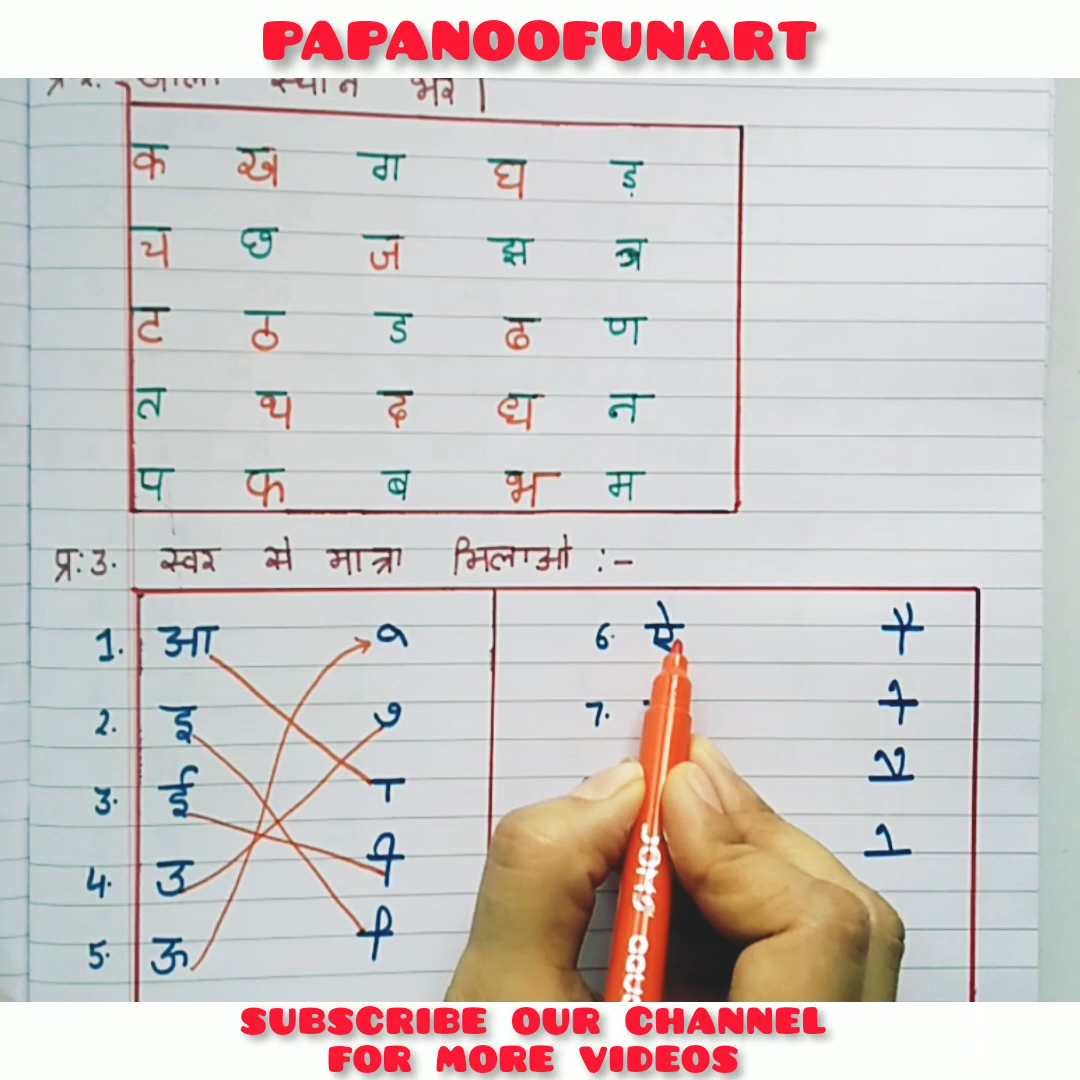 PAPANOOFUNART
स्थान भरे।
क ख ग घ ड़
च छ ज झ ञ
ट ठ ड ढ ण
त थ द ध न
प फ ब भ म
प्र:3. स्वर से मात्रा मिलाओ :-
1. आ ू 6. ऐ ौ
2. इ ु 7. ो
3. ई ा ै
4. उ ी े
5. ऊ ि
SUBSCRIBE OUR CHANNEL
FOR MORE VIDEOS